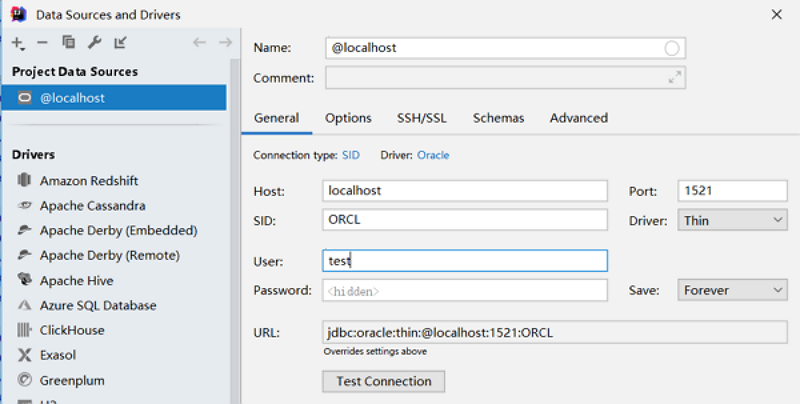 Data Sources and Drivers
Project Data Sources
@localhost
Drivers
Amazon Redshift
Apache Cassandra
Apache Derby (Embedded)
Apache Derby (Remote)
Apache Hive
Azure SQL Database
ClickHouse
Exasol
Greenplum
Name: @localhost
Comment:
General Options SSH/SSL Schemas Advanced
Connection type: SID Driver: Oracle
Host: localhost Port: 1521
SID: ORCL Driver: Thin
User: test
Password: <hidden> Save: Forever
URL: jdbc:oracle:thin:@localhost:1521:ORCL
Overrides settings above
Test Connection